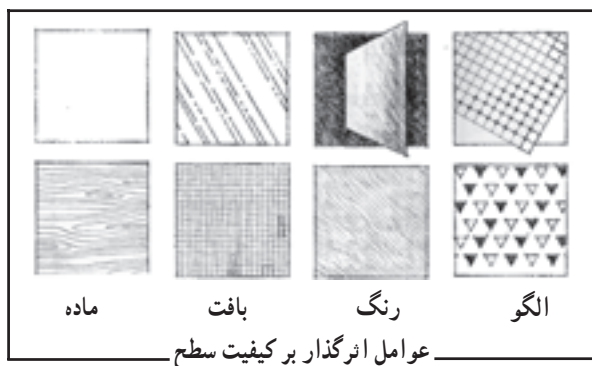 الگو رنگ بافت ماده
عوامل اثرگذار بر کیفیت سطح